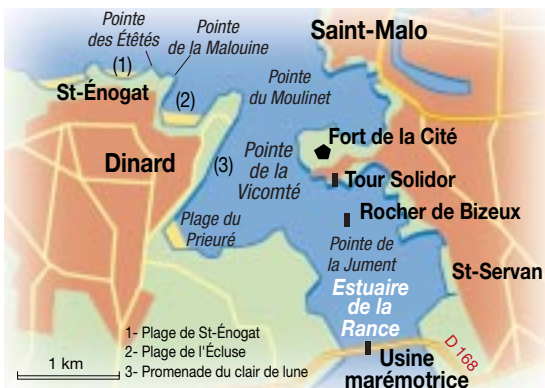 Pointe
des Étêtés
Pointe
de la Malouine
Saint-Malo
(1)
St-Énogat
(2)
Pointe
du Moulinet
Fort de la Cité
Dinard
(3)
Pointe
de la
Vicomté
Tour Solidor
Rocher de Bizeux
Plage du
Prieuré
Pointe de
la Jument
St-Servan
Estuaire
de la
Rance
D 168
1- Plage de St-Énogat
2- Plage de l'Écluse
3- Promenade du clair de lune
1 km
Usine
marémotrice